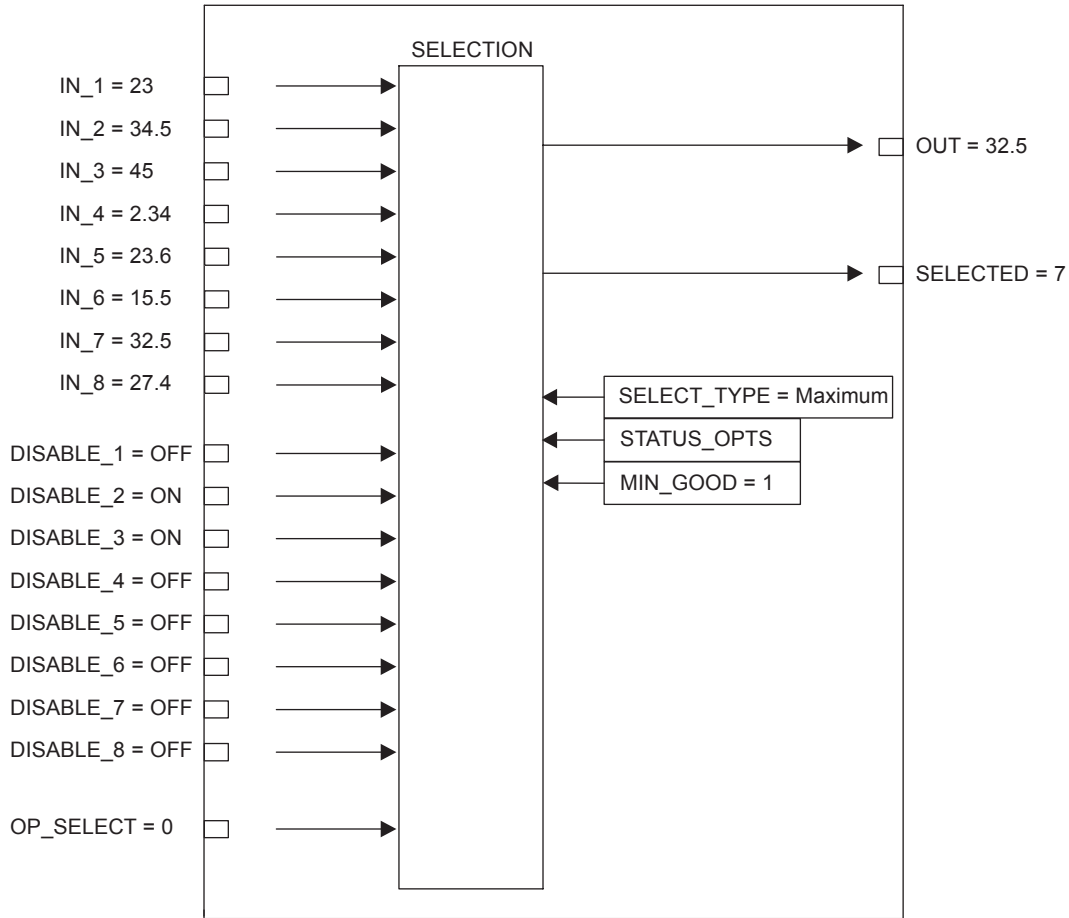 SELECTION
IN_1 = 23
IN_2 = 34.5
IN_3 = 45
IN_4 = 2.34
IN_5 = 23.6
IN_6 = 15.5
IN_7 = 32.5
IN_8 = 27.4
DISABLE_1 = OFF
DISABLE_2 = ON
DISABLE_3 = ON
DISABLE_4 = OFF
DISABLE_5 = OFF
DISABLE_6 = OFF
DISABLE_7 = OFF
DISABLE_8 = OFF
OP_SELECT = 0
OUT = 32.5
SELECTED = 7
SELECT_TYPE = Maximum
STATUS_OPTS
MIN_GOOD = 1